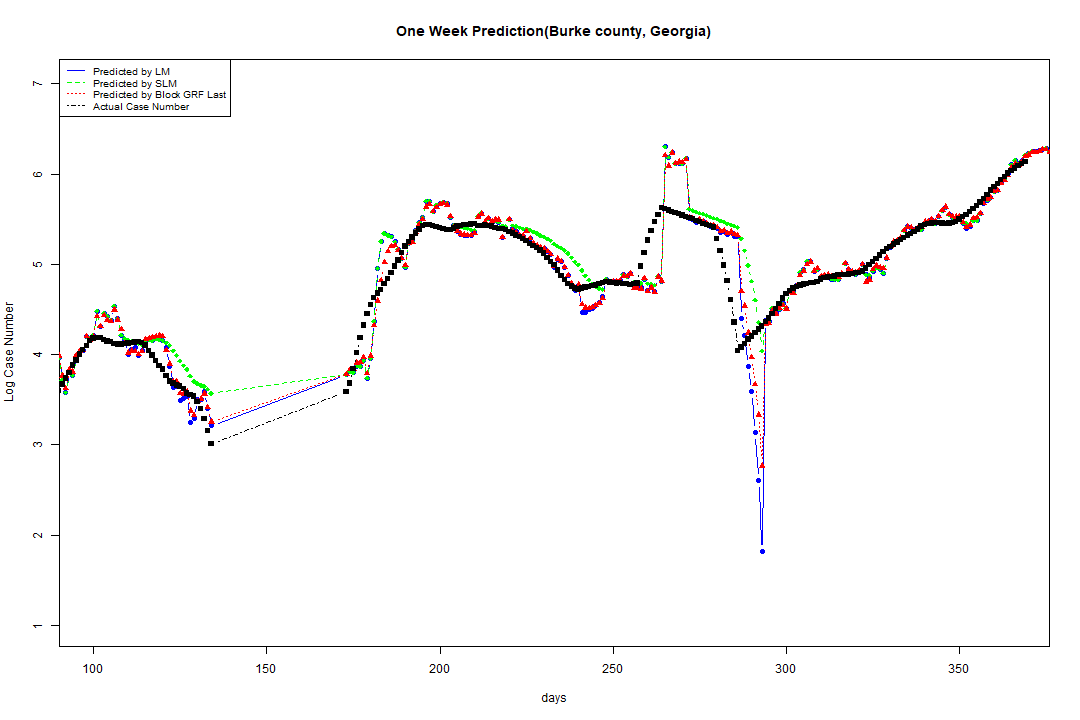 One Week Prediction(Burke county, Georgia)
Predicted by LM
Predicted by SLM
Predicted by Block GRF Last
Actual Case Number
7
6
5
4
3
2
1
Log Case Number
100 150 200 250 300 350
days